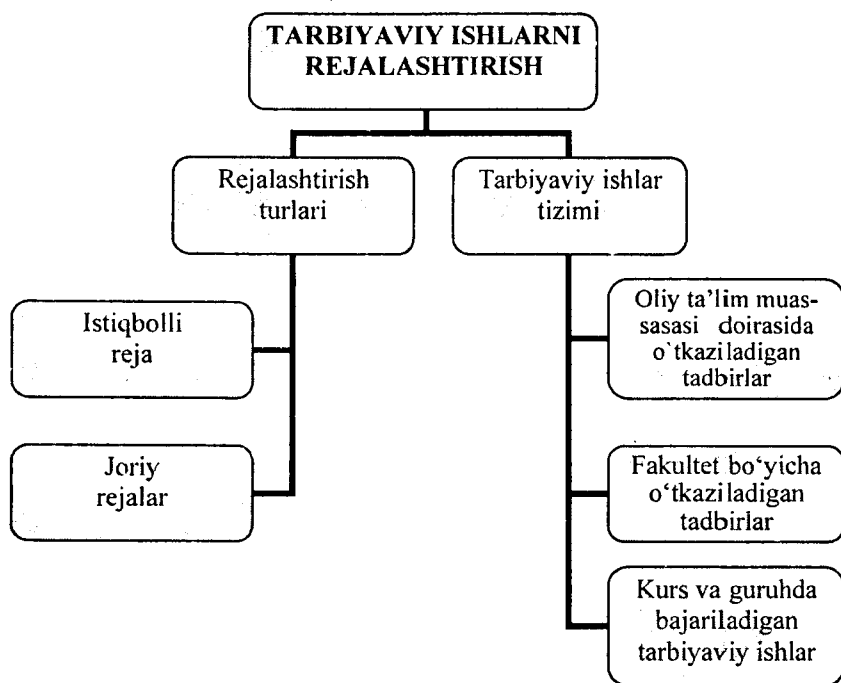 TARBIYAVIY ISHLARNI
REJALASHTIRISH
Rejalashtirish
turlari
Tarbiyaviy ishlar
tizimi
Istiqbolli
reja
Joriy
rejalar
Oliy ta’lim muas-
sasasi doirasida
o`tkaziladigan
tadbirlar
Fakultet bo‘yicha
o‘tkaziladigan
tadbirlar
Kurs va guruhda
bajariladigan
tarbiyaviy ishlar